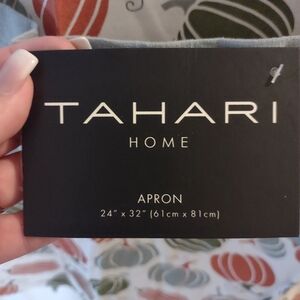 TAHARI
HOME
APRON
24" x 32" (61cm x 81cm)